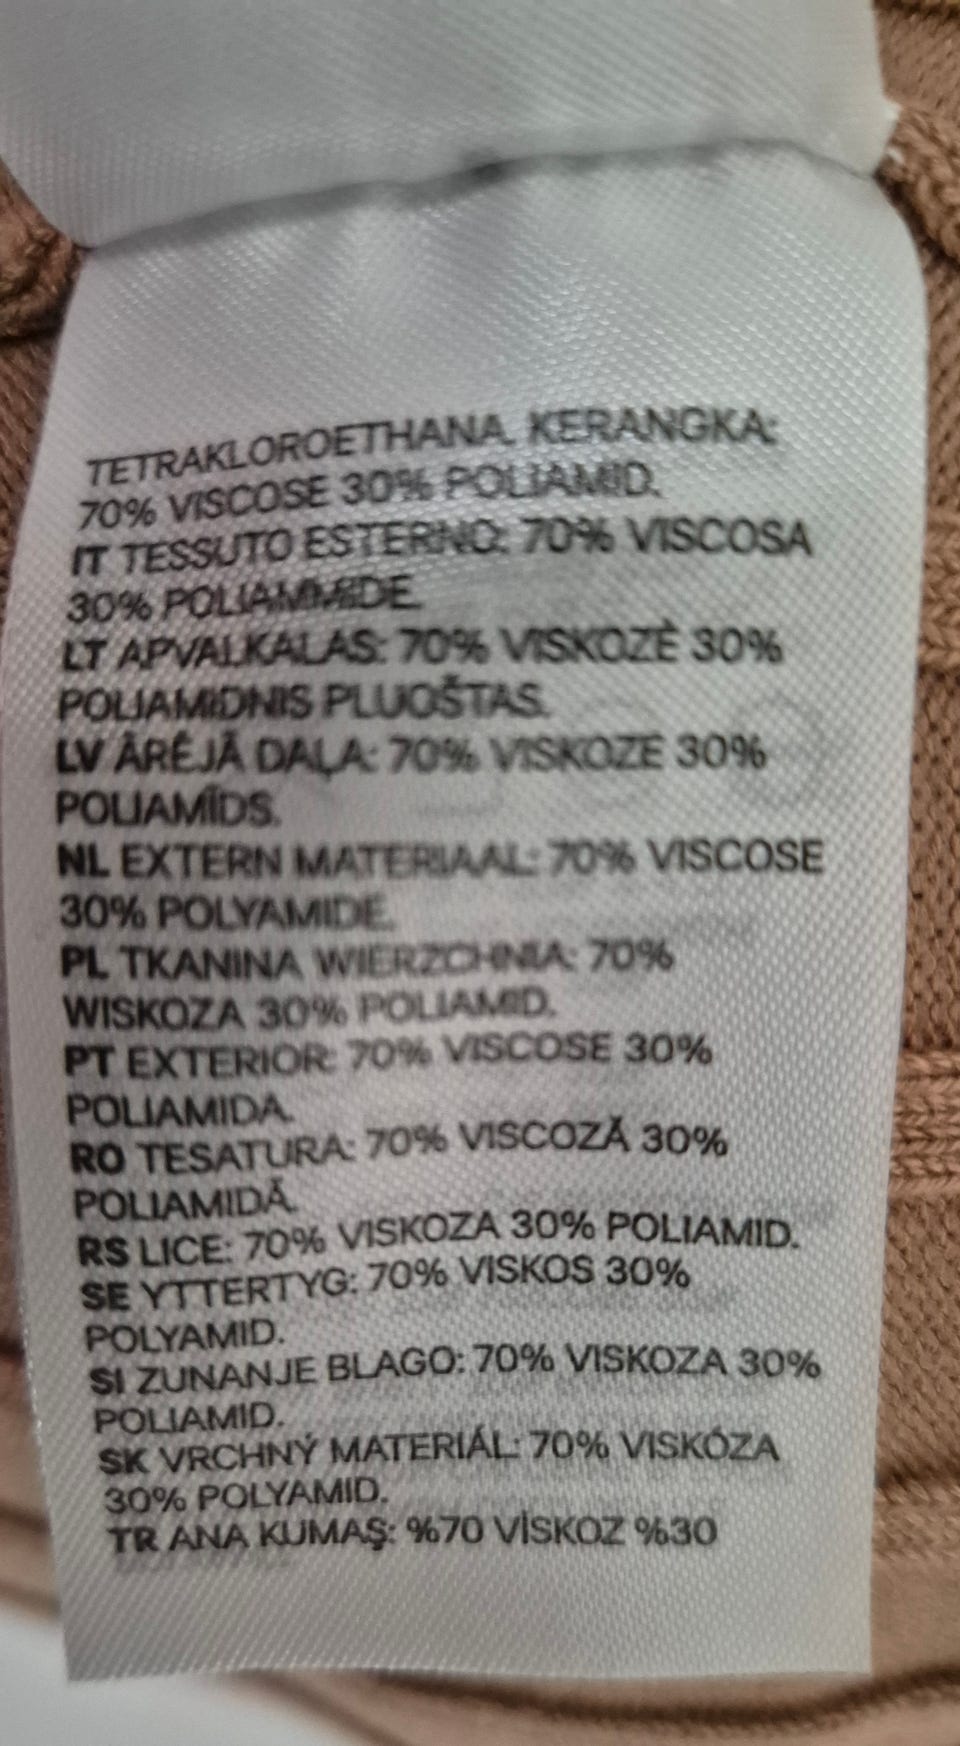 TETRAKLOROETHANA. KERANGKA:
70% VISCOSE 30% POLIAMID.
IT TESSUTO ESTERNO: 70% VISCOSA
30% POLIAMMIDE.
LT APVALKALAS: 70% VISKOZĖ 30%
POLIAMIDNIS PLUOŠTAS.
LV ĀRĒJĀ DAĻA: 70% VISKOZE 30%
POLIAMĪDS.
NL EXTERN MATERIAAL: 70% VISCOSE
30% POLYAMIDE.
PL TKANINA WIERZCHNIA: 70%
WISKOZA 30% POLIAMID.
PT EXTERIOR: 70% VISCOSE 30%
POLIAMIDA.
RO TESATURA: 70% VISCOZĂ 30%
POLIAMIDĂ.
RS LICE: 70% VISKOZA 30% POLIAMID.
SE YTTERTYG: 70% VISKOS 30%
POLYAMID.
SI ZUNANJE BLAGO: 70% VISKOZA 30%
POLIAMID.
SK VRCHNÝ MATERIÁL: 70% VISKÓZA
30% POLYAMID.
TR ANA KUMAŞ: %70 VİSKOZ %30